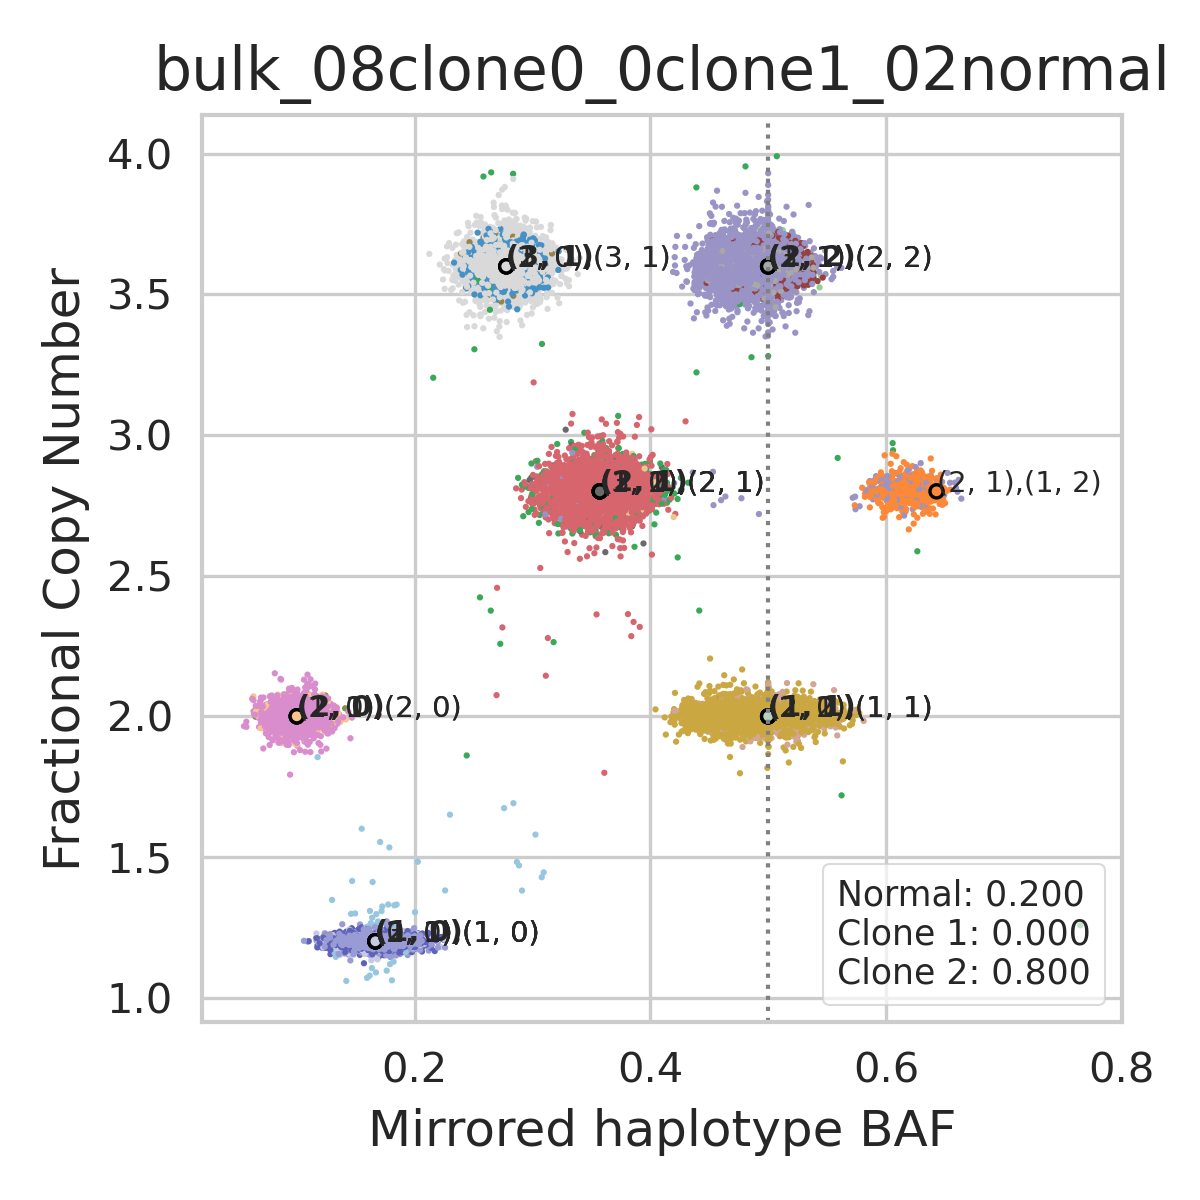 bulk_08clone0_0clone1_02normal
4.0
(3, 1)
(2, 2)
3.5
3.0
(2, 1)
(2, 1),(1, 2)
2.5
2.0
(2, 0)
(1, 1)
1.5
(1, 0)
1.0
Fractional Copy Number
Normal: 0.200
Clone 1: 0.000
Clone 2: 0.800
0.2
0.4
0.6
0.8
Mirrored haplotype BAF